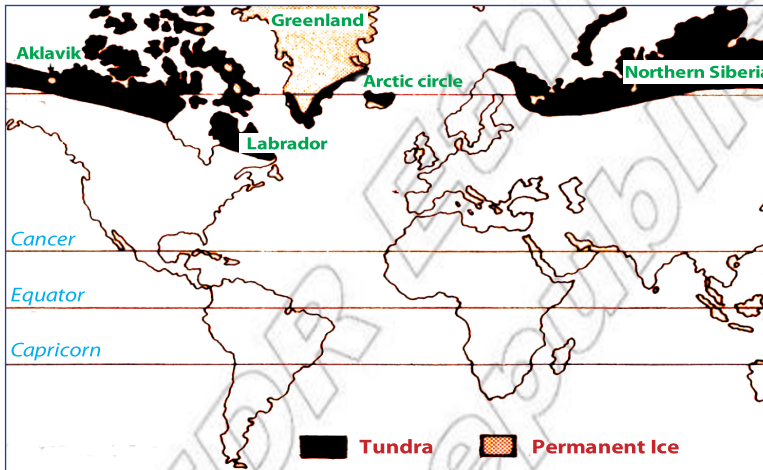 Greenland
Aklavik
Arctic circle
Northern Siberia
Labrador
Cancer
Equator
Capricorn
Tundra
Permanent Ice